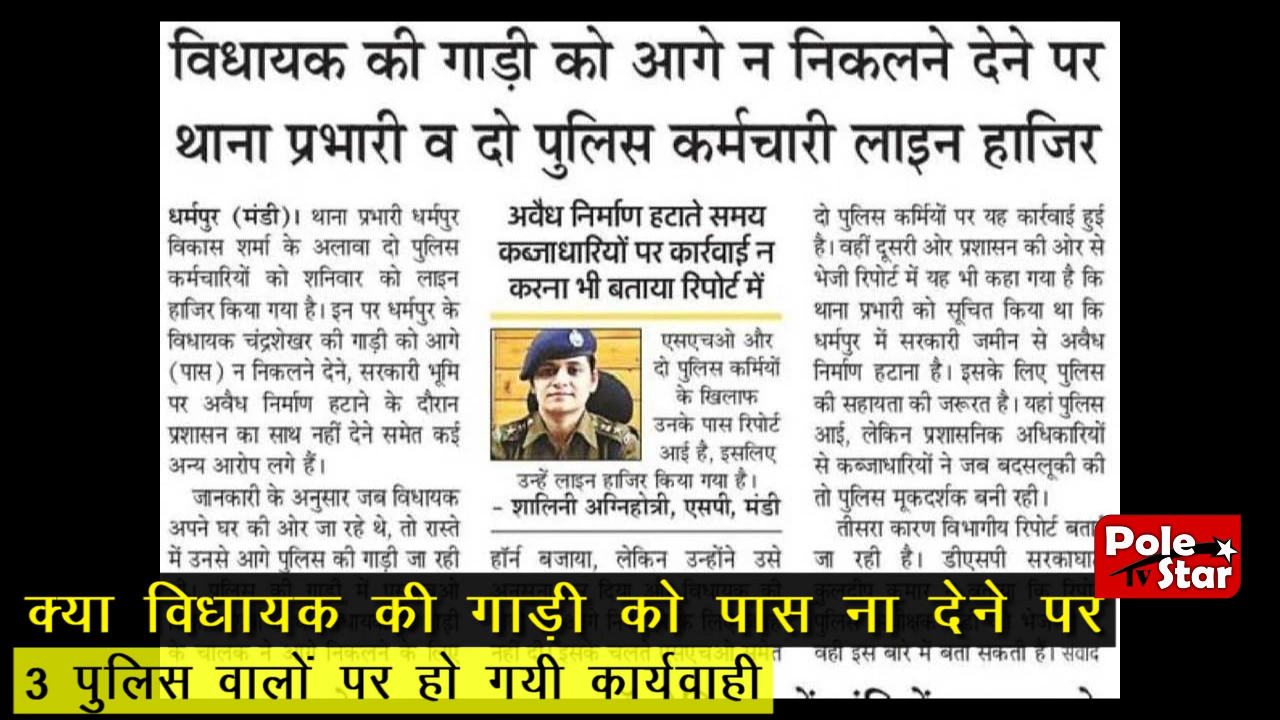 विधायक की गाड़ी को आगे न निकलने देने पर
थाना प्रभारी व दो पुलिस कर्मचारी लाइन हाजिर
धर्मपुर (मंडी)। थाना प्रभारी धर्मपुर
विकास शर्मा के अलावा दो पुलिस
कर्मचारियों को शनिवार को लाइन
हाजिर किया गया है। इन पर धर्मपुर के
विधायक चंद्रशेखर की गाड़ी को आगे
(पास) न निकलने देने, सरकारी भूमि
पर अवैध निर्माण हटाने के दौरान
प्रशासन का साथ नहीं देने समेत कई
अन्य आरोप लगे हैं।
जानकारी के अनुसार जब विधायक
अपने घर की ओर जा रहे थे, तो रास्ते
में उनसे आगे पुलिस की गाड़ी जा रही
अवैध निर्माण हटाते समय
कब्जाधारियों पर कार्रवाई न
करना भी बताया रिपोर्ट में
एसएचओ और
दो पुलिस कर्मियों
के खिलाफ
उनके पास रिपोर्ट
आई है, इसलिए
उन्हें लाइन हाजिर किया गया है।
- शालिनी अग्निहोत्री, एसपी, मंडी
हॉर्न बजाया, लेकिन उन्होंने उसे
दो पुलिस कर्मियों पर यह कार्रवाई हुई
है। वहीं दूसरी ओर प्रशासन की ओर से
भेजी रिपोर्ट में यह भी कहा गया है कि
थाना प्रभारी को सूचित किया था कि
धर्मपुर में सरकारी जमीन से अवैध
निर्माण हटाना है। इसके लिए पुलिस
की सहायता की जरूरत है। यहां पुलिस
आई, लेकिन प्रशासनिक अधिकारियों
से कब्जाधारियों ने जब बदसलूकी की
तो पुलिस मूकदर्शक बनी रही।
तीसरा कारण विभागीय रिपोर्ट
जा रही है। डीएसपी
वही इस बारे में बता सकती हैं। संवाद
Pole
Tv Star
क्या विधायक की गाड़ी को पास ना देने पर
3 पुलिस वालों पर हो गयी कार्यवाही